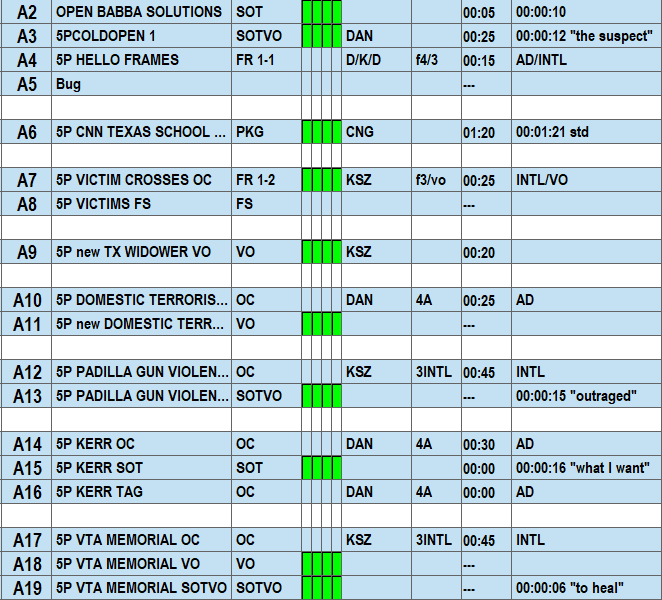 A2 OPEN BABBA SOLUTIONS SOT 00:05 00:00:10
A3 5PCOLDOPEN 1 SOTVO DAN 00:25 00:00:12 "the suspect"
A4 5P HELLO FRAMES FR 1-1 D/K/D f4/3 00:15 AD/INTL
A5 Bug ---
A6 5P CNN TEXAS SCHOOL ... PKG CNG 01:20 00:01:21 std
A7 5P VICTIM CROSSES OC FR 1-2 KSZ f3/vo 00:25 INTL/VO
A8 5P VICTIMS FS FS ---
A9 5P new TX WIDOWER VO VO KSZ 00:20
A10 5P DOMESTIC TERRORIS... OC DAN 4A 00:25 AD
A11 5P new DOMESTIC TERR... VO ---
A12 5P PADILLA GUN VIOLEN... OC KSZ 3INTL 00:45 INTL
A13 5P PADILLA GUN VIOLEN... SOTVO --- 00:00:15 "outraged"
A14 5P KERR OC OC DAN 4A 00:30 AD
A15 5P KERR SOT SOT 00:00 00:00:16 "what I want"
A16 5P KERR TAG OC DAN 4A 00:00 AD
A17 5P VTA MEMORIAL OC OC KSZ 3INTL 00:45 INTL
A18 5P VTA MEMORIAL VO VO ---
A19 5P VTA MEMORIAL SOTVO SOTVO --- 00:00:06 "to heal"